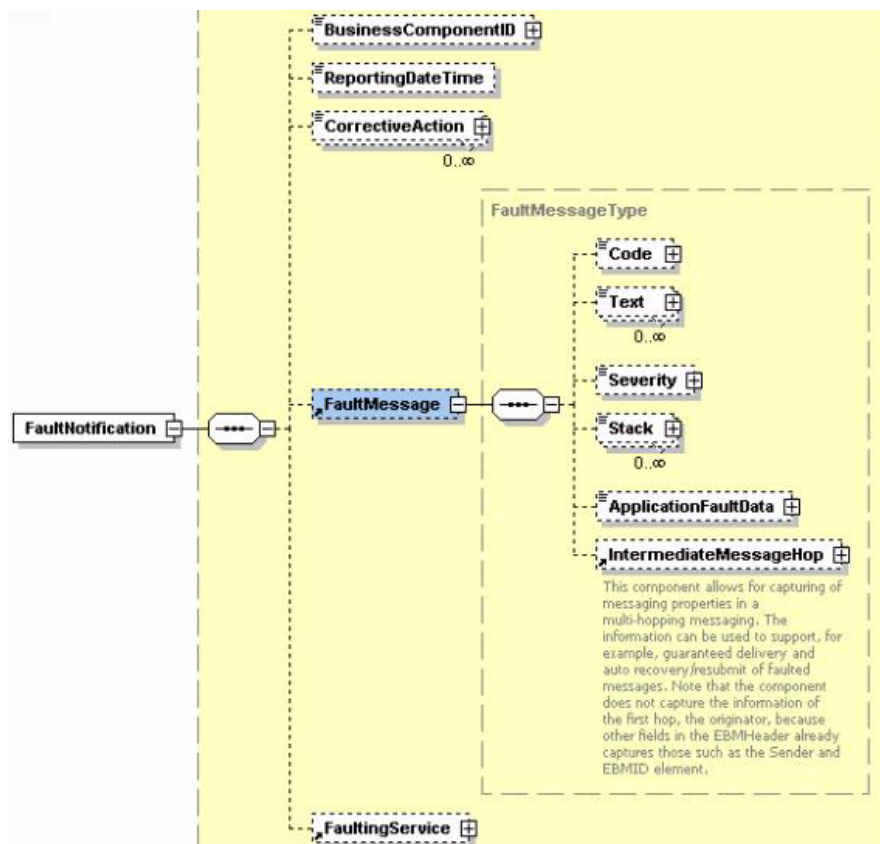 BusinessComponentID
ReportingDateTime
CorrectiveAction
0..∞
FaultMessageType
Code
Text
0..∞
Severity
FaultMessage
FaultNotification
Stack
0..∞
ApplicationFaultData
IntermediateMessageHop
This component allows for capturing of
messaging properties in a
multi-hopping messaging. The
information can be used to support, for
example, guaranteed delivery and
auto recovery/resubmit of faulted
messages. Note that the component
does not capture the information of
the first hop, the originator, because
other fields in the EBMHeader already
captures those such as the Sender and
EBMID element.
FaultingService